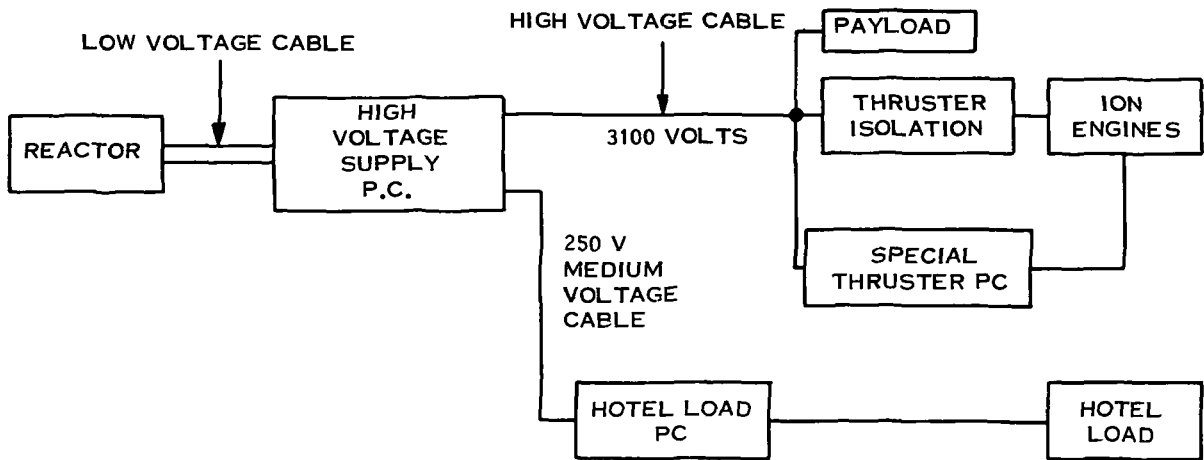 LOW VOLTAGE CABLE
HIGH VOLTAGE CABLE
PAYLOAD
REACTOR
HIGH
VOLTAGE
SUPPLY
P.C.
3100 VOLTS
THRUSTER
ISOLATION
ION
ENGINES
250 V
MEDIUM
VOLTAGE
CABLE
SPECIAL
THRUSTER PC
HOTEL LOAD
PC
HOTEL
LOAD